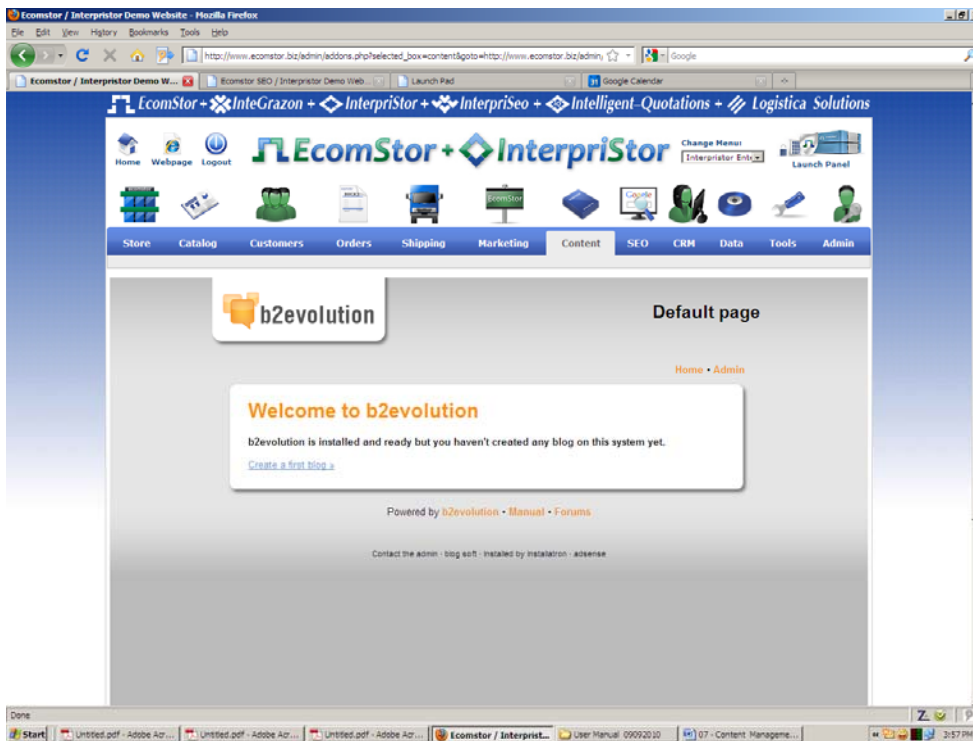 Ecomstor / Interpristor Demo Website - Mozilla Firefox
File Edit View History Bookmarks Tools Help
http://www.ecomstor.biz/admin/addons.php?selected_box=content&goto=http://www.ecomstor.biz/admin, Google
Ecomstor / Interpristor Demo W... Ecomstor SEO / Interpristor Demo Web... Launch Pad Google Calendar
EcomStor + InteGrazon + InterpriStor + InterpriSeo + Intelligent-Quotations + Logistica Solutions
Home Webpage Logout
EcomStor + InterpriStor
Change Menu:
Interpristor Ente
Launch Panel
EcomStor
Google
Store Catalog Customers Orders Shipping Marketing Content SEO CRM Data Tools Admin
b2evolution
Default page
Home • Admin
Welcome to b2evolution
b2evolution is installed and ready but you haven't created any blog on this system yet.
Create a first blog »
Powered by b2evolution • Manual • Forums
Contact the admin - blog soft - Installed by Installatron - adsense
Done
Start Untitled.pdf - Adobe Acr... Untitled.pdf - Adobe Acr... Untitled.pdf - Adobe Acr... Ecomstor / Interprist... User Manual 09092010 07 - Content Manageme... 3:57 PM